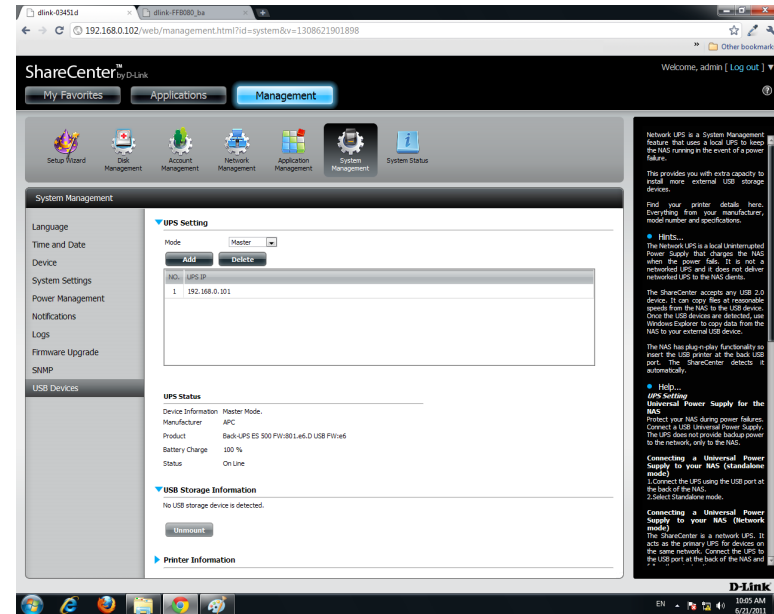 dlink-03451d
dlink-FFB080_ba
192.168.0.102/web/management.html?id=system&v=1308621901898
» Other bookmark
ShareCenter™ by D-Link
Welcome, admin [ Log out ]
My Favorites
Applications
Management
Setup Wizard
Disk Management
Account Management
Network Management
Application Management
System Management
System Status
System Management
Language
Time and Date
Device
System Settings
Power Management
Notifications
Logs
Firmware Upgrade
SNMP
USB Devices
UPS Setting
Mode Master
Add Delete
NO. UPS IP
1 192.168.0.101
UPS Status
Device Information Master Mode.
Manufacturer APC
Product Back-UPS ES 500 FW:801.e6.D USB FW:e6
Battery Charge 100 %
Status On Line
USB Storage Information
No USB storage device is detected.
Unmount
Printer Information
Network UPS is a System Management
feature that uses a local UPS to keep
the NAS running in the event of a power
failure.
This provides you with extra capacity to
install more external USB storage
devices.
Find your printer details here.
Everything from your manufacturer,
model number and specifications.
Hints...
The Network UPS is a local Uninterrupted
Power Supply that charges the NAS
when the power fails. It is not a
networked UPS and it does not deliver
networked UPS to the NAS clients.
The ShareCenter accepts any USB 2.0
device. It can copy files at reasonable
speeds from the NAS to the USB device.
Once the USB devices are detected, use
Windows Explorer to copy data from the
NAS to your external USB device.
The NAS has plug-n-play functionality so
insert the USB printer at the back USB
port. The ShareCenter detects it
automatically.
Help...
UPS Setting
Universal Power Supply for the
NAS
Protect your NAS during power failures.
Connect a USB Universal Power Supply.
The UPS does not provide backup power
to the network, only to the NAS.
Connecting a Universal Power
Supply to your NAS (standalone
mode)
1.Connect the UPS using the USB port at
the back of the NAS.
2.Select Standalone mode.
Connecting a Universal Power
Supply to your NAS (Network
mode)
The ShareCenter is a network UPS. It
acts as the primary UPS for devices on
the same network. Connect the UPS to
the USB port at the back of the NAS and
D-Link
EN
10:05 AM
6/21/2011